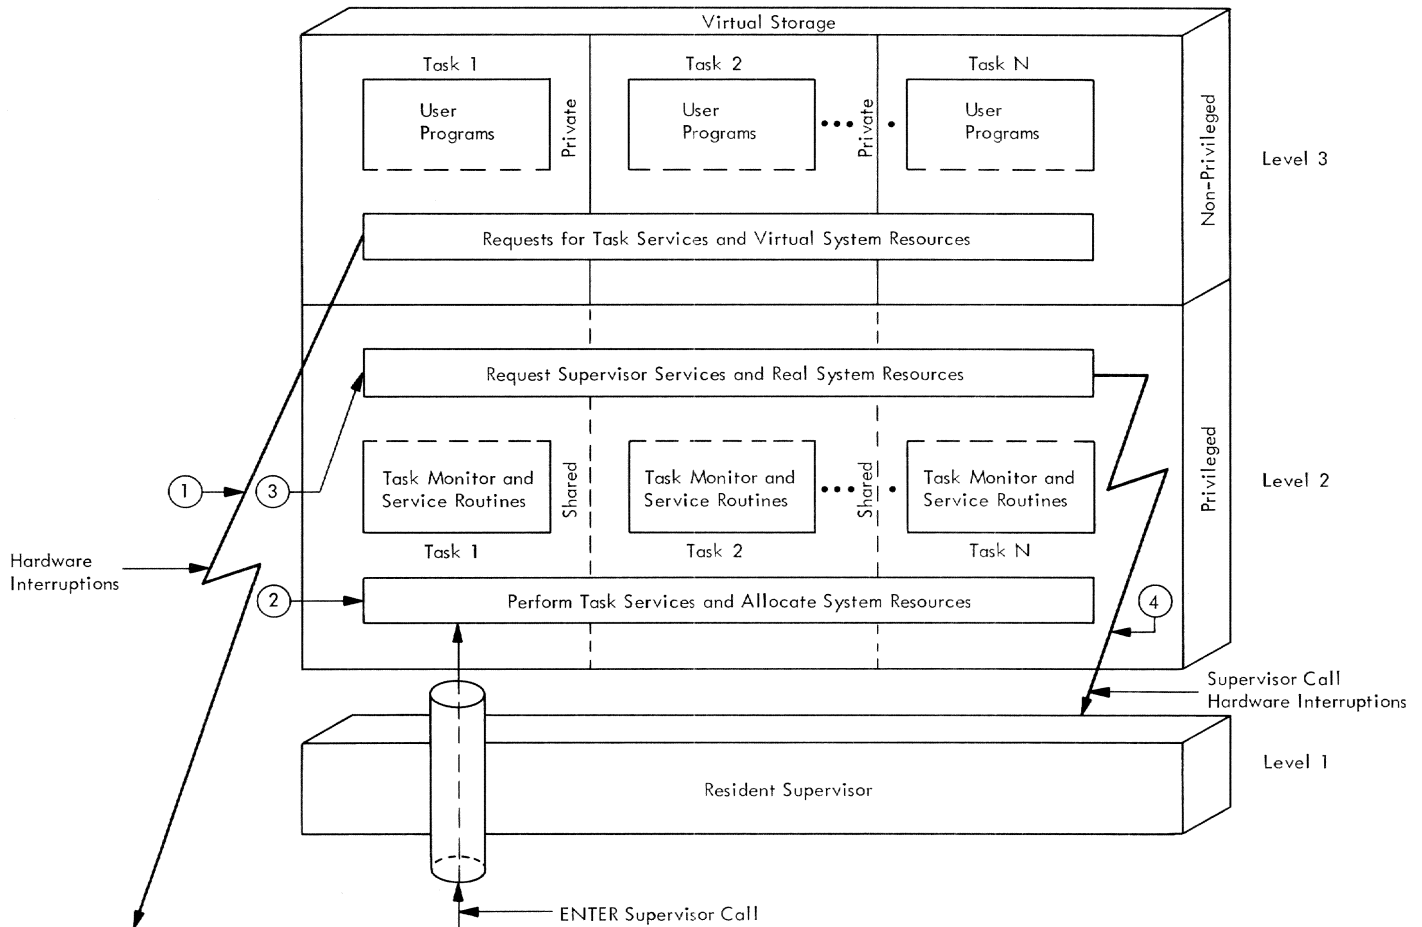 Virtual Storage
Task 1
Task 2
Task N
User
Programs
Private
User
Programs
Private
User
Programs
Non-Privileged
Level 3
Requests for Task Services and Virtual System Resources
Request Supervisor Services and Real System Resources
1
3
Task Monitor and
Service Routines
Shared
Task Monitor and
Service Routines
Shared
Task Monitor and
Service Routines
Privileged
Level 2
Task 1
Task 2
Task N
Hardware
Interruptions
2
Perform Task Services and Allocate System Resources
4
Supervisor Call
Hardware Interruptions
Level 1
Resident Supervisor
ENTER Supervisor Call